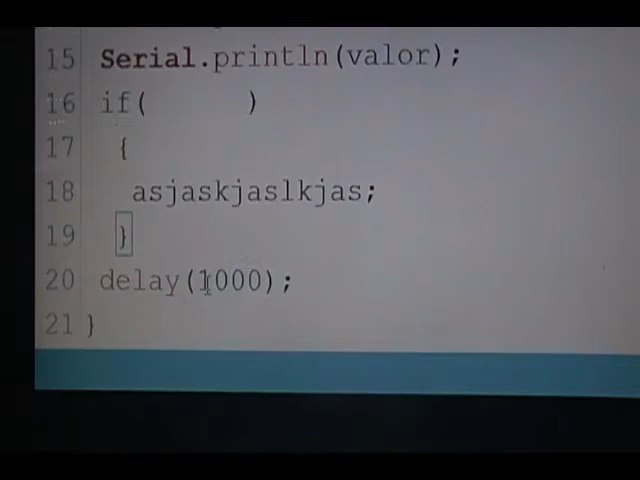 15 Serial.println(valor);
16 if(        )
17 {
18 asjaskjaslkjas;
19 }
20 delay(1000);
21 }